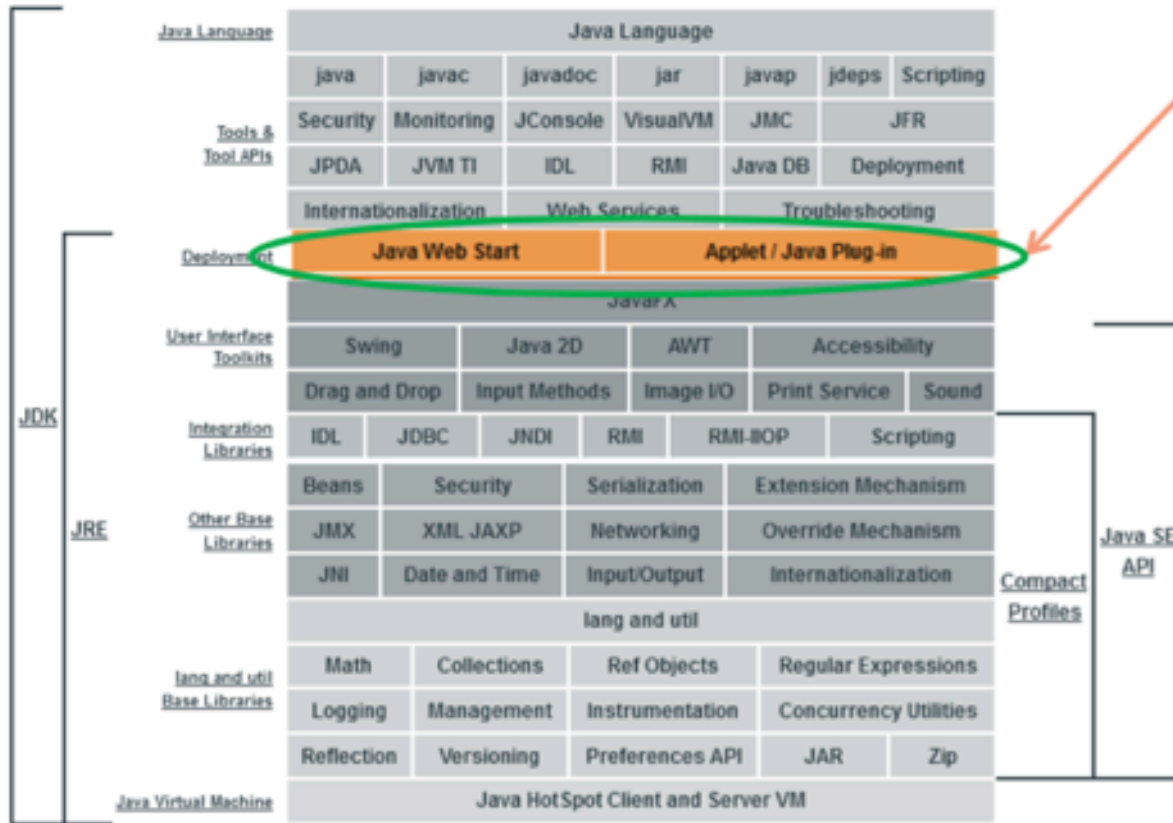 Java Language Java Language
java javac javadoc jar javap jdeps Scripting
Security Monitoring JConsole VisualVM JMC JFR
Tools &
Tool APIs
JPDA JVM TI IDL RMI Java DB Deployment
Internationalization Web Services Troubleshooting
Deployment Java Web Start Applet / Java Plug-in
JavaFX
User Interface
Toolkits
Swing Java 2D AWT Accessibility
Drag and Drop Input Methods Image I/O Print Service Sound
JDK
Integration
Libraries
IDL JDBC JNDI RMI RMI-IIOP Scripting
Beans Security Serialization Extension Mechanism
JRE
Other Base
Libraries
JMX XML JAXP Networking Override Mechanism
Java SE
API
JNI Date and Time Input/Output Internationalization
Compact
Profiles
lang and util
lang and util
Base Libraries
Math Collections Ref Objects Regular Expressions
Logging Management Instrumentation Concurrency Utilities
Reflection Versioning Preferences API JAR Zip
Java Virtual Machine Java HotSpot Client and Server VM